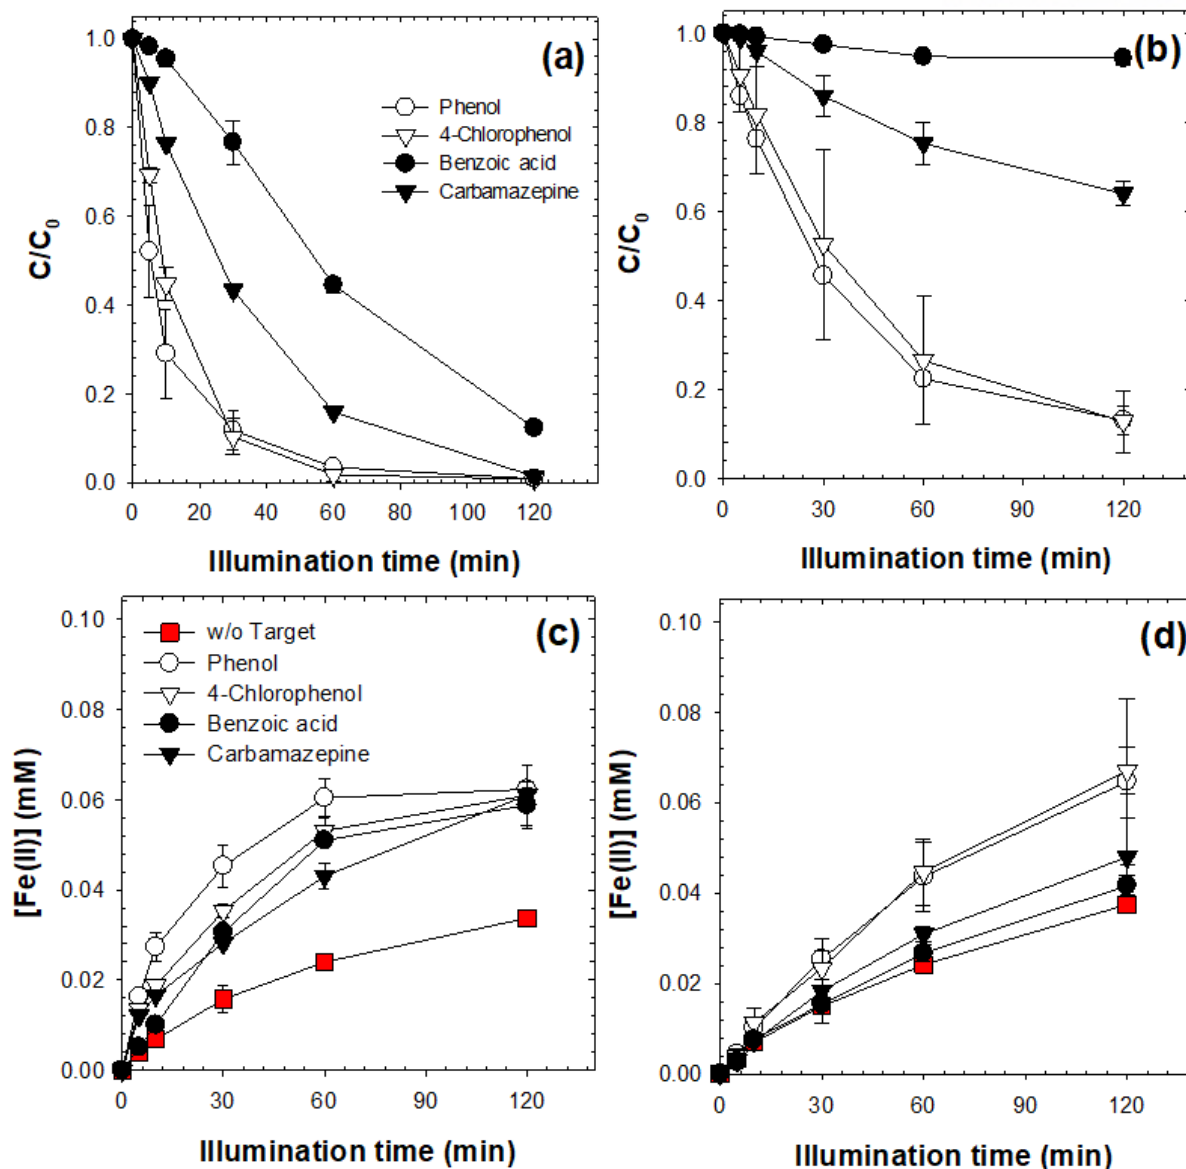 (a)
1.0
0.8
0.6
0.4
0.2
0.0
C/C0
Phenol
4-Chlorophenol
Benzoic acid
Carbamazepine
0 20 40 60 80 100 120
Illumination time (min)
(b)
1.0
0.8
0.6
0.4
0.2
0.0
C/C0
0 30 60 90 120
Illumination time (min)
(c)
0.10
0.08
0.06
0.04
0.02
0.00
[Fe(II)] (mM)
w/o Target
Phenol
4-Chlorophenol
Benzoic acid
Carbamazepine
0 30 60 90 120
Illumination time (min)
(d)
0.10
0.08
0.06
0.04
0.02
0.00
[Fe(II)] (mM)
0 30 60 90 120
Illumination time (min)